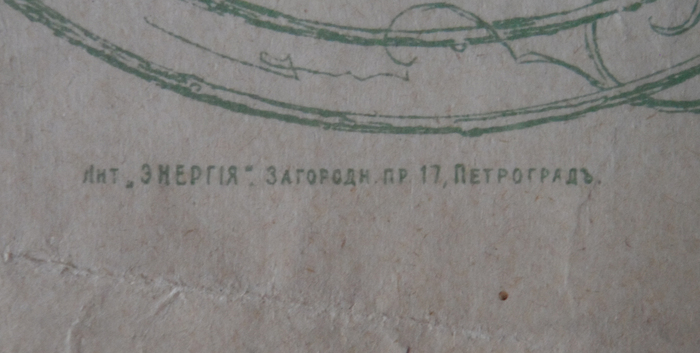 Лит. „ЭНЕРГІЯ“. ЗАГОРОДН. ПР. 17, ПЕТРОГРАДЪ.